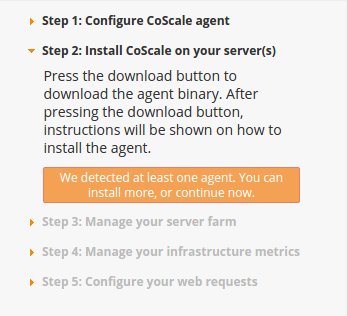 Step 1: Configure CoScale agent
Step 2: Install CoScale on your server(s)
Press the download button to
download the agent binary. After
pressing the download button,
instructions will be shown on how to
install the agent.
We detected at least one agent. You can
install more, or continue now.
Step 3: Manage your server farm
Step 4: Manage your infrastructure metrics
Step 5: Configure your web requests